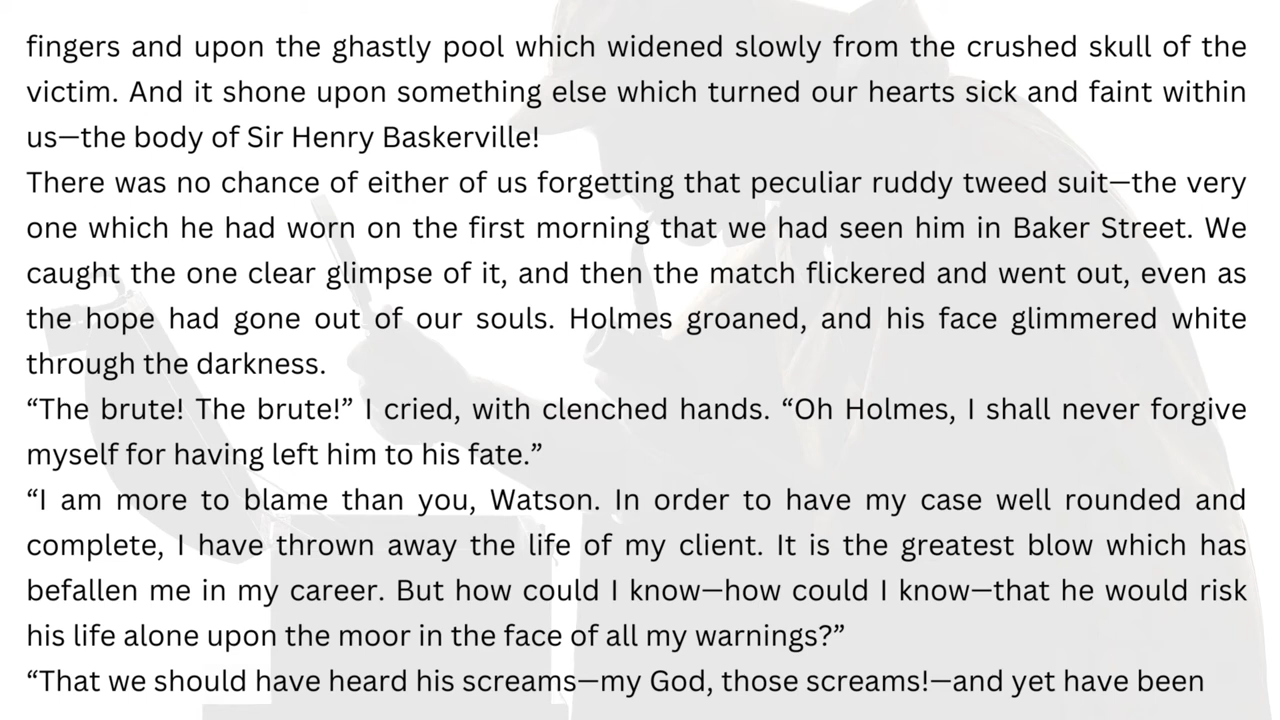 fingers and upon the ghastly pool which widened slowly from the crushed skull of the
victim. And it shone upon something else which turned our hearts sick and faint within
us—the body of Sir Henry Baskerville!
There was no chance of either of us forgetting that peculiar ruddy tweed suit—the very
one which he had worn on the first morning that we had seen him in Baker Street. We
caught the one clear glimpse of it, and then the match flickered and went out, even as
the hope had gone out of our souls. Holmes groaned, and his face glimmered white
through the darkness.
“The brute! The brute!” I cried, with clenched hands. “Oh Holmes, I shall never forgive
myself for having left him to his fate.”
“I am more to blame than you, Watson. In order to have my case well rounded and
complete, I have thrown away the life of my client. It is the greatest blow which has
befallen me in my career. But how could I know—how could I know—that he would risk
his life alone upon the moor in the face of all my warnings?”
“That we should have heard his screams—my God, those screams!—and yet have been